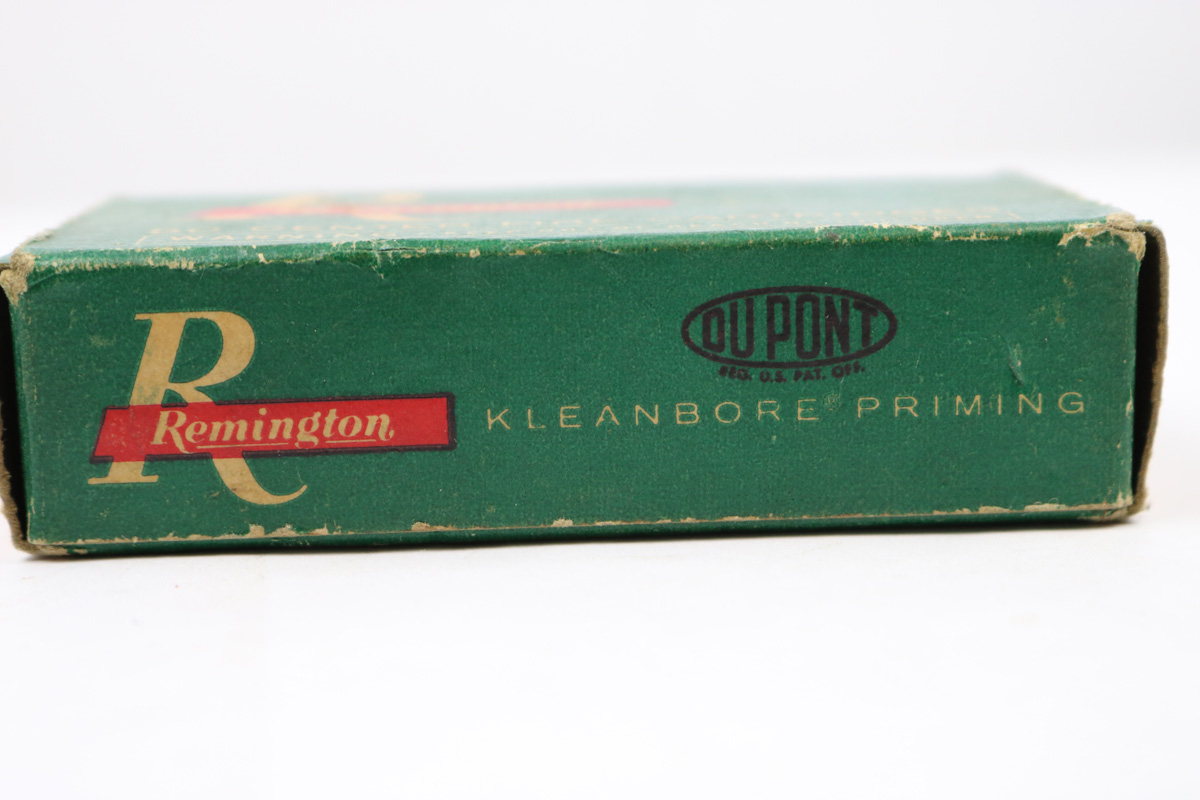 R
Remington
DU PONT
REG. U.S. PAT. OFF.
KLEANBORE PRIMING